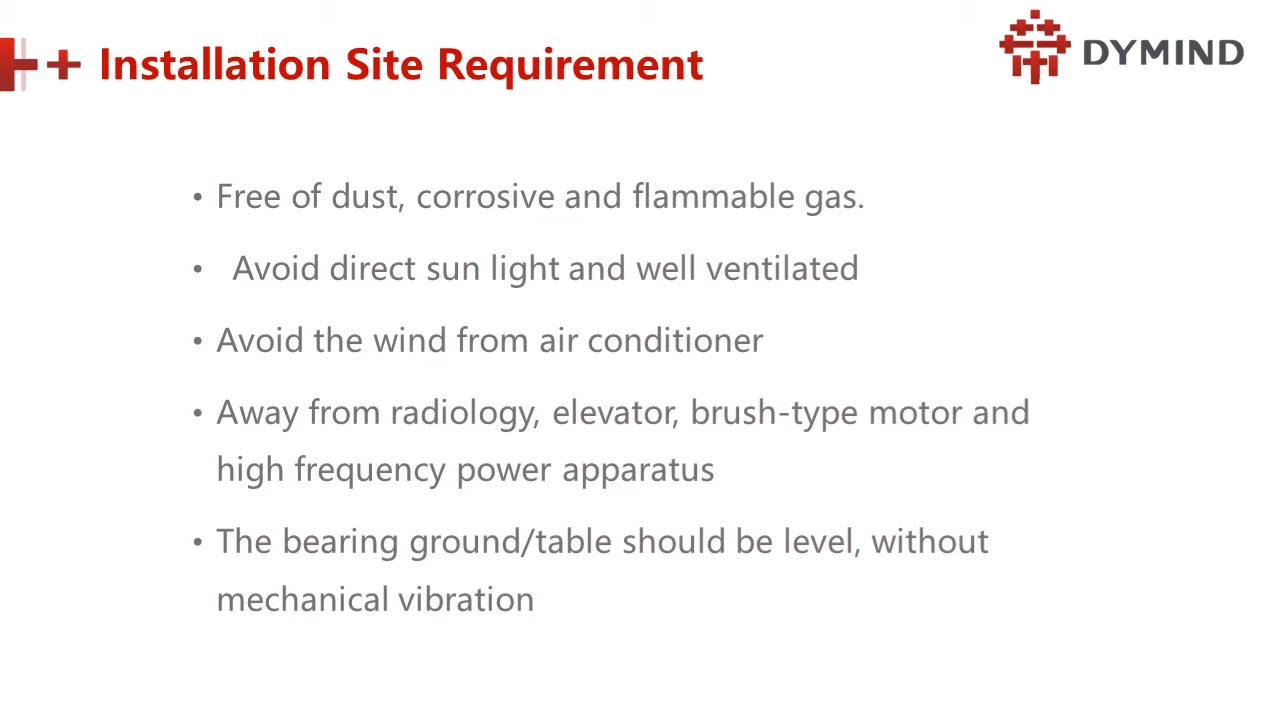 Installation Site Requirement
DYMIND
• Free of dust, corrosive and flammable gas.
• Avoid direct sun light and well ventilated
• Avoid the wind from air conditioner
• Away from radiology, elevator, brush-type motor and
high frequency power apparatus
• The bearing ground/table should be level, without
mechanical vibration